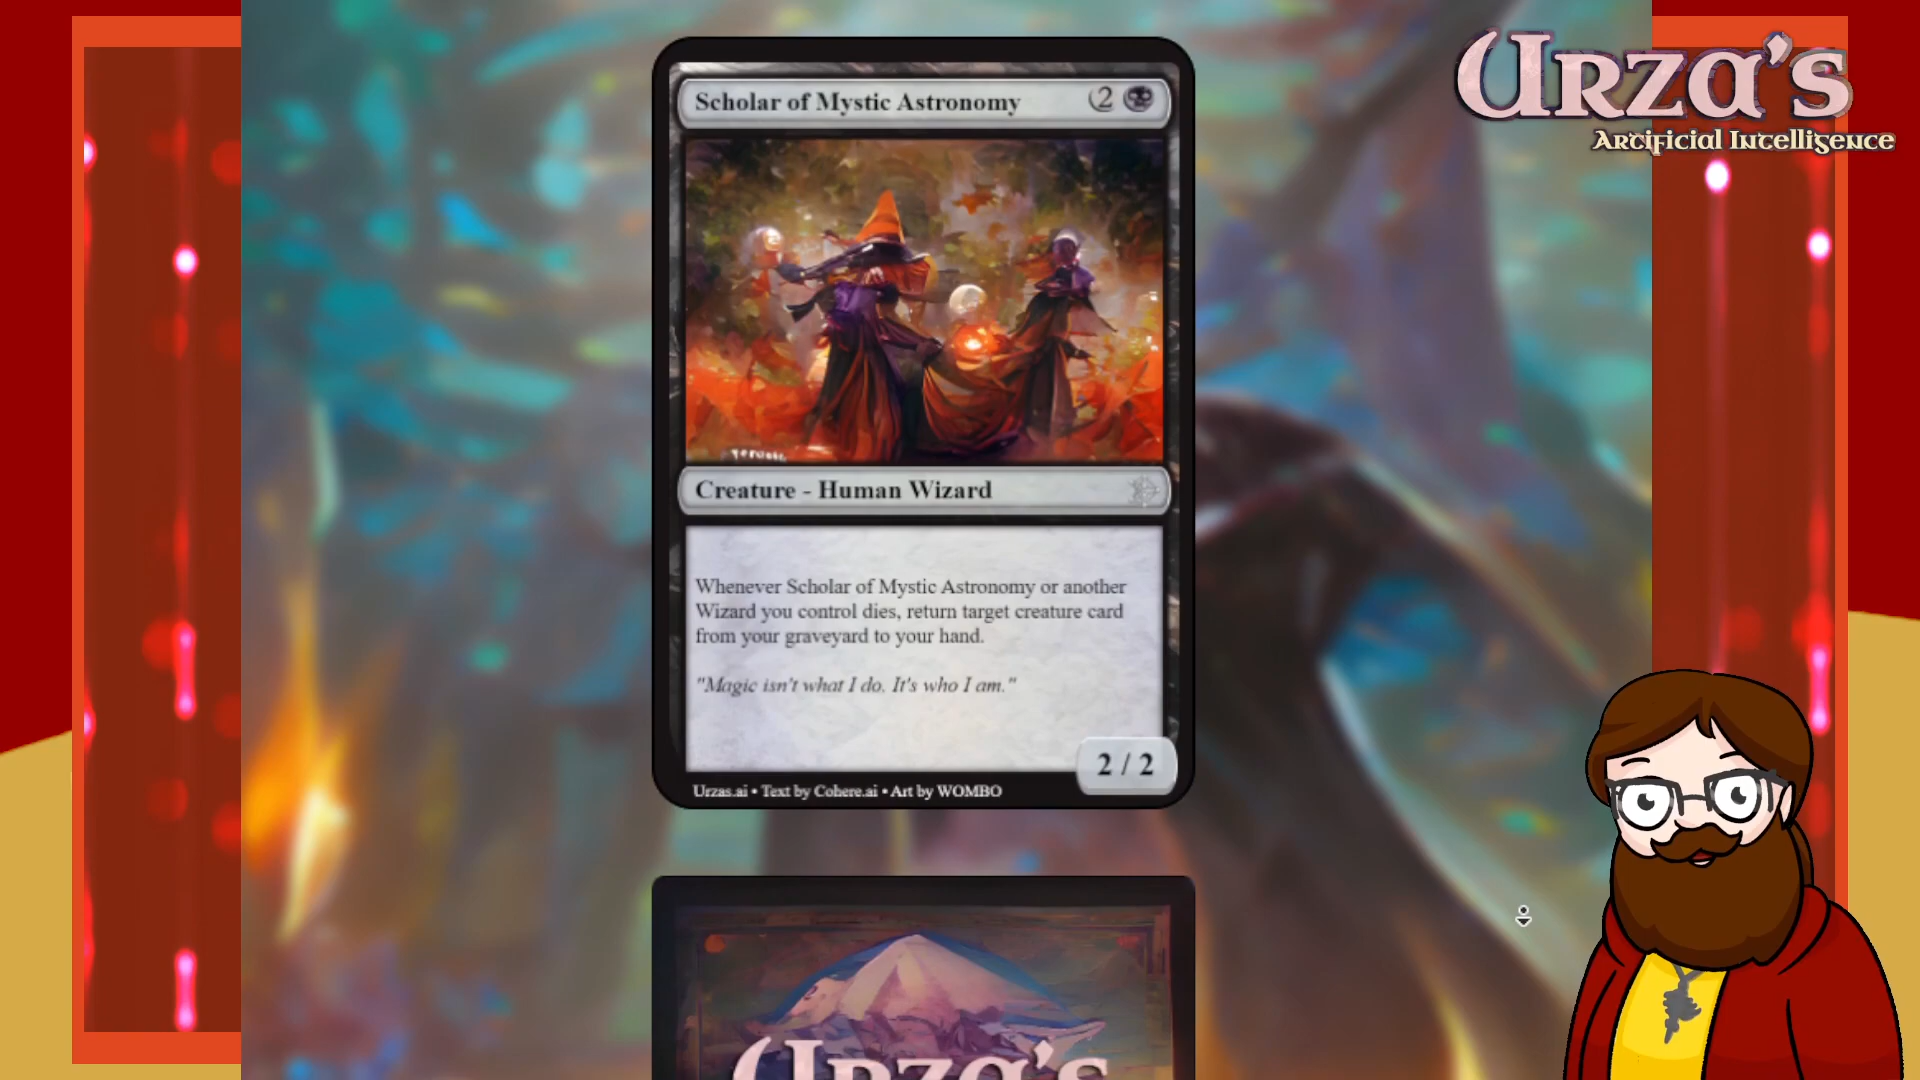 Urza's
Artificial Intelligence
Scholar of Mystic Astronomy 2
Creature - Human Wizard
Whenever Scholar of Mystic Astronomy or another
Wizard you control dies, return target creature card
from your graveyard to your hand.
"Magic isn't what I do. It's who I am."
2 / 2
Urzas.ai • Text by Cohere.ai • Art by WOMBO
Urza's